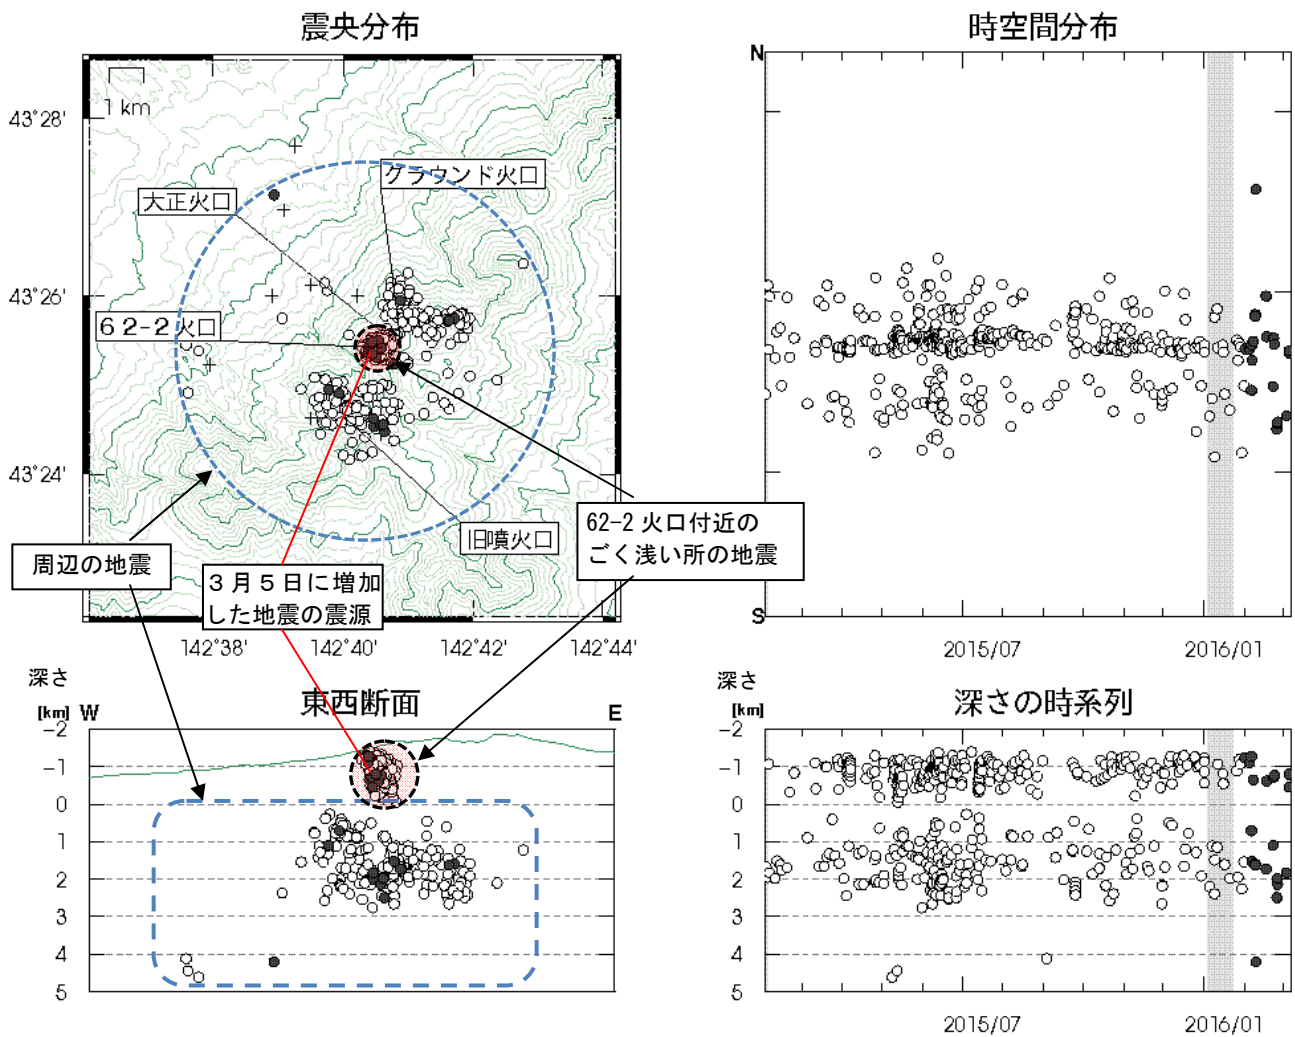 震央分布
時空間分布
1 km
43°28'
43°26'
43°24'
グラウンド火口
大正火口
６２-２火口
旧噴火口
62-2 火口付近の
ごく浅い所の地震
周辺の地震
３月５日に増加
した地震の震源
142°38'
142°40'
142°42'
142°44'
N
S
2015/07
2016/01
深さ
[km]
W
東西断面
E
-2
-1
0
1
2
3
4
5
深さ
[km]
深さの時系列
-2
-1
0
1
2
3
4
5
2015/07
2016/01